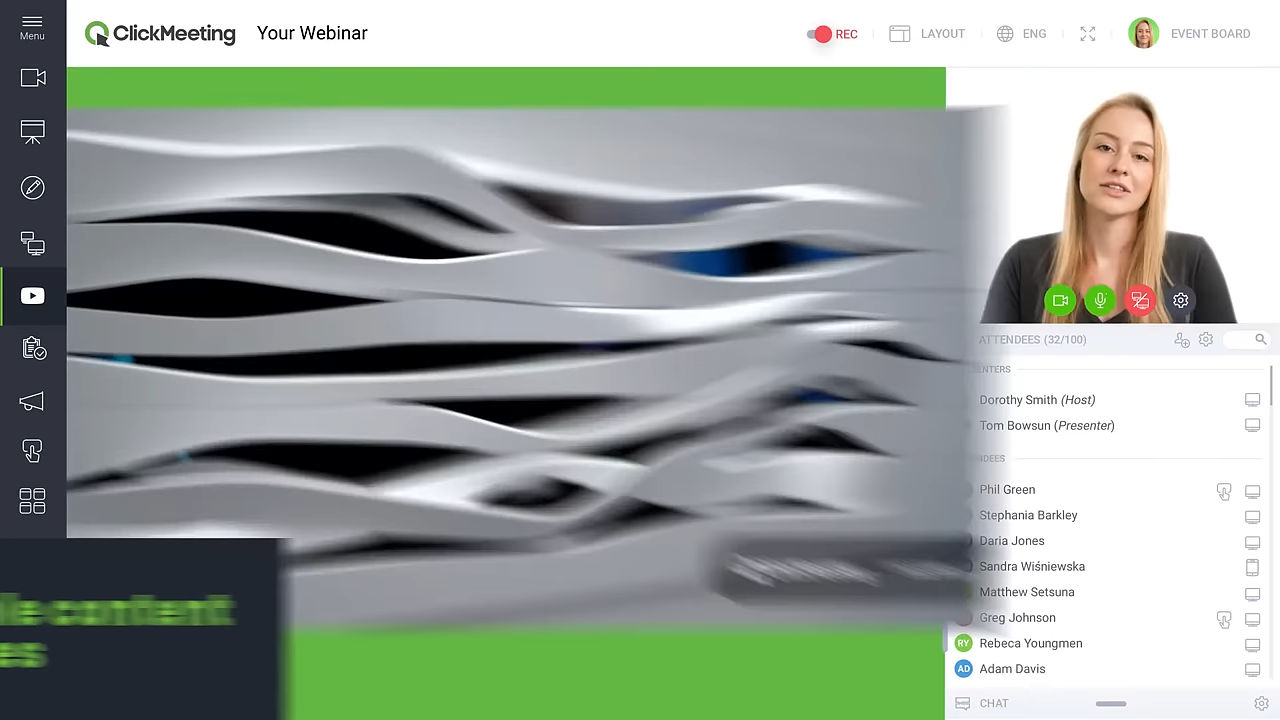 Menu
ClickMeeting
Your Webinar
REC
LAYOUT
ENG
EVENT BOARD
ATTENDEES (32/100)
Dorothy Smith (Host)
Tom Bowsun (Presenter)
Phil Green
Stephania Barkley
Daria Jones
Sandra Wiśniewska
Matthew Setsuna
Greg Johnson
RY Rebeca Youngmen
AD Adam Davis
CHAT
content